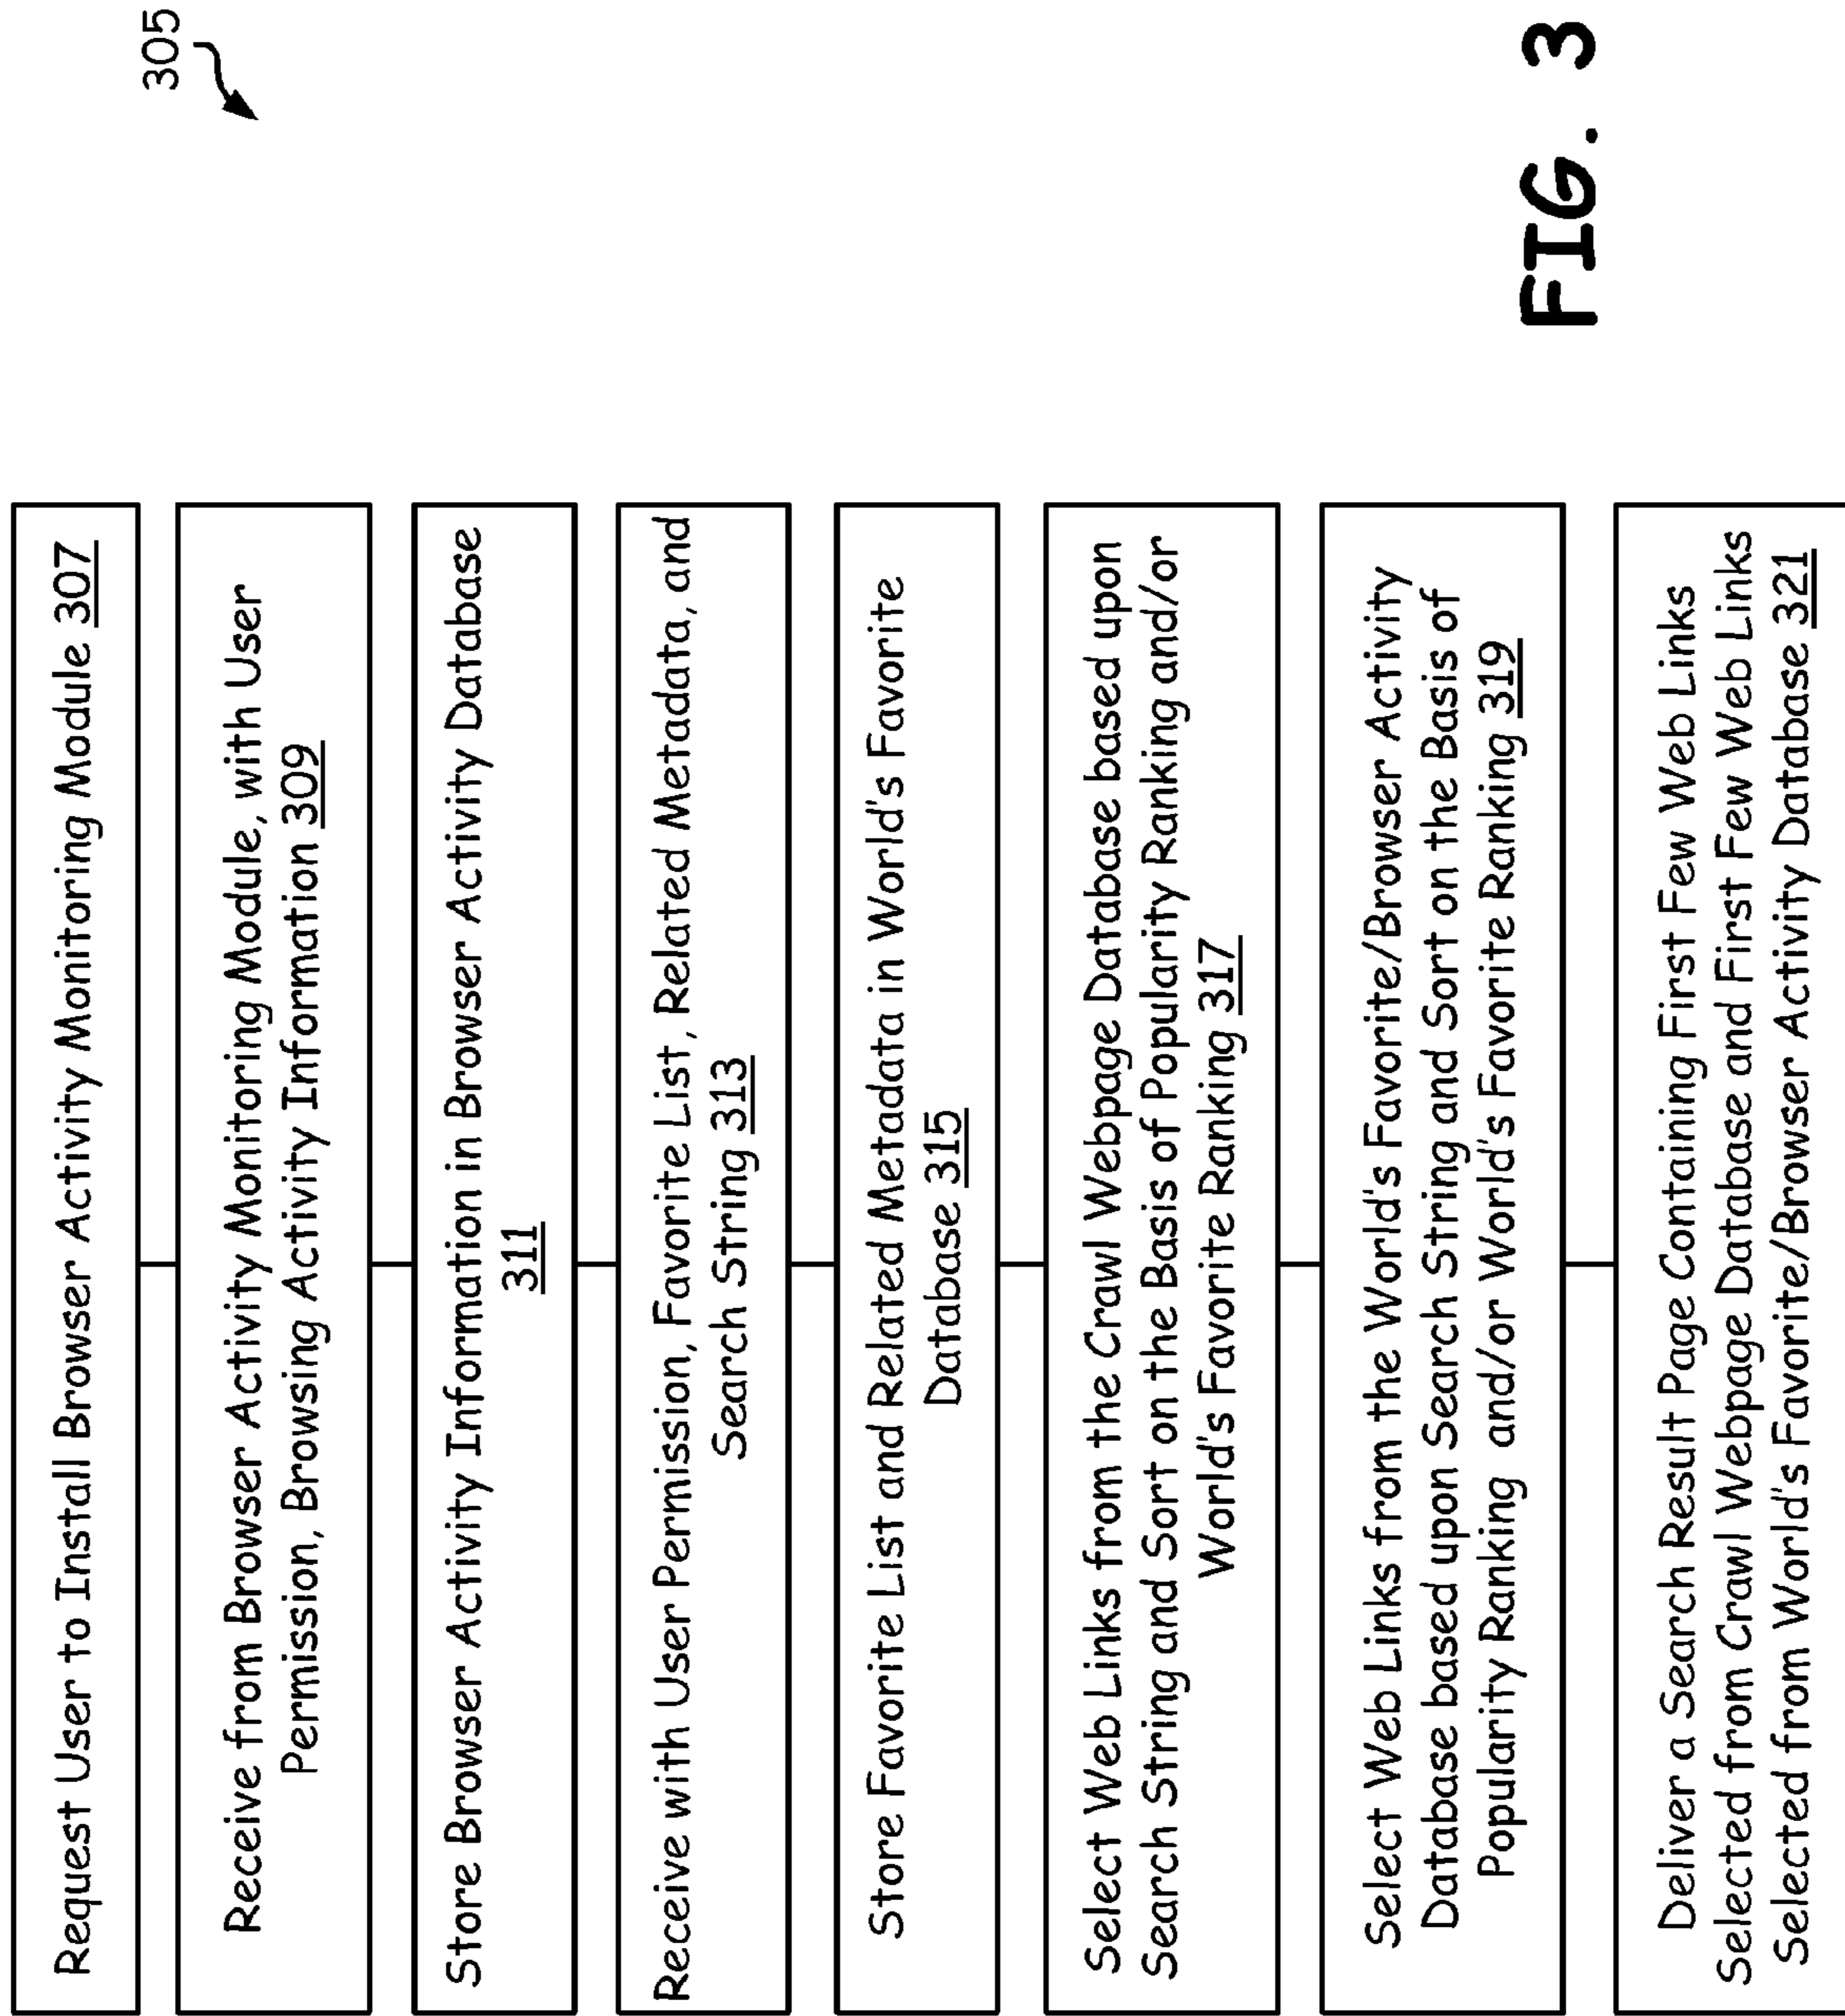 305
Request User to Install Browser Activity Monitoring Module 307
Receive from Browser Activity Monitoring Module, with User
Permission, Browsing Activity Information 309
Store Browser Activity Information in Browser Activity Database
311
Receive with User Permission, Favorite List, Related Metadata, and
Search String 313
Store Favorite List and Related Metadata in World's Favorite
Database 315
Select Web Links from the Crawl Webpage Database based upon
Search String and Sort on the Basis of Popularity Ranking and/or
World's Favorite Ranking 317
Select Web Links from the World's Favorite/Browser Activity
Database based upon Search String and Sort on the Basis of
Popularity Ranking and/or World's Favorite Ranking 319
Deliver a Search Result Page Containing First Few Web Links
Selected from Crawl Webpage Database and First Few Web Links
Selected from World's Favorite/Browser Activity Database 321
FIG. 3